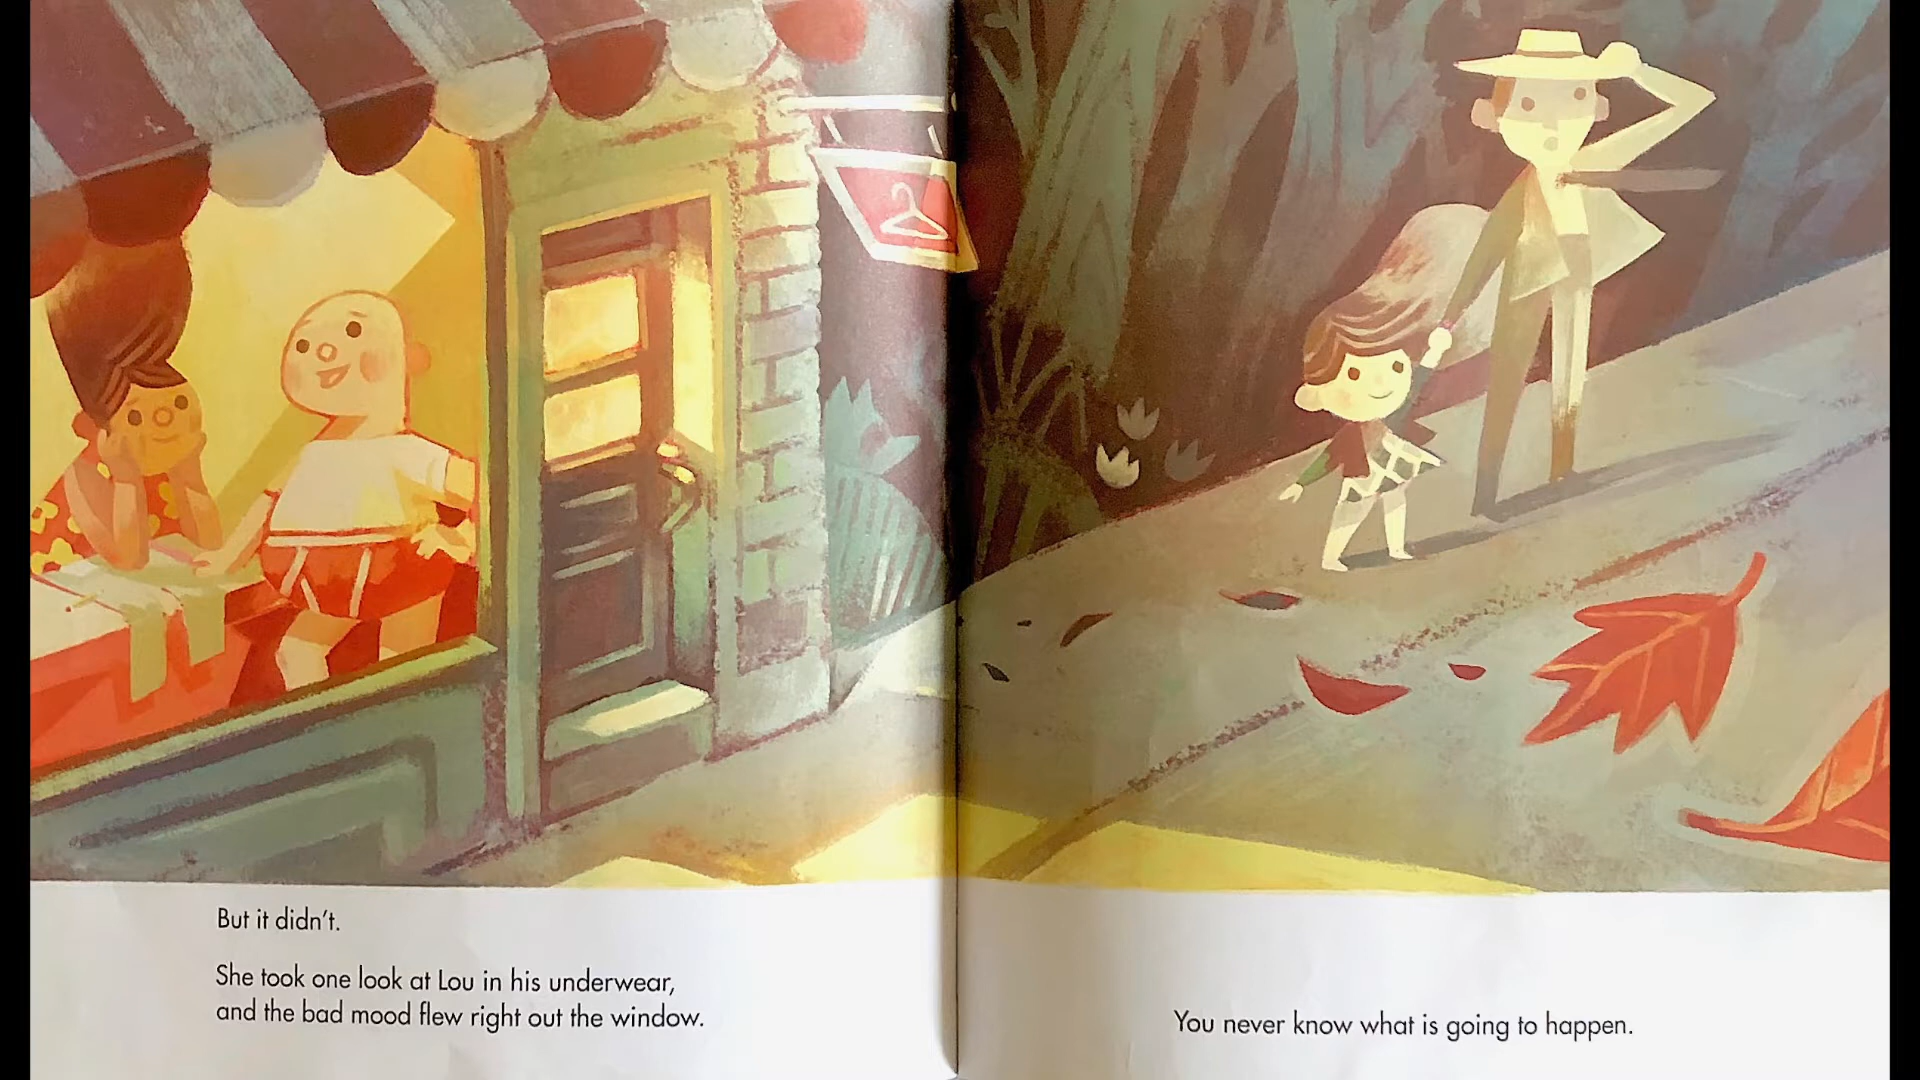 But it didn't.
She took one look at Lou in his underwear,
and the bad mood flew right out the window.
You never know what is going to happen.